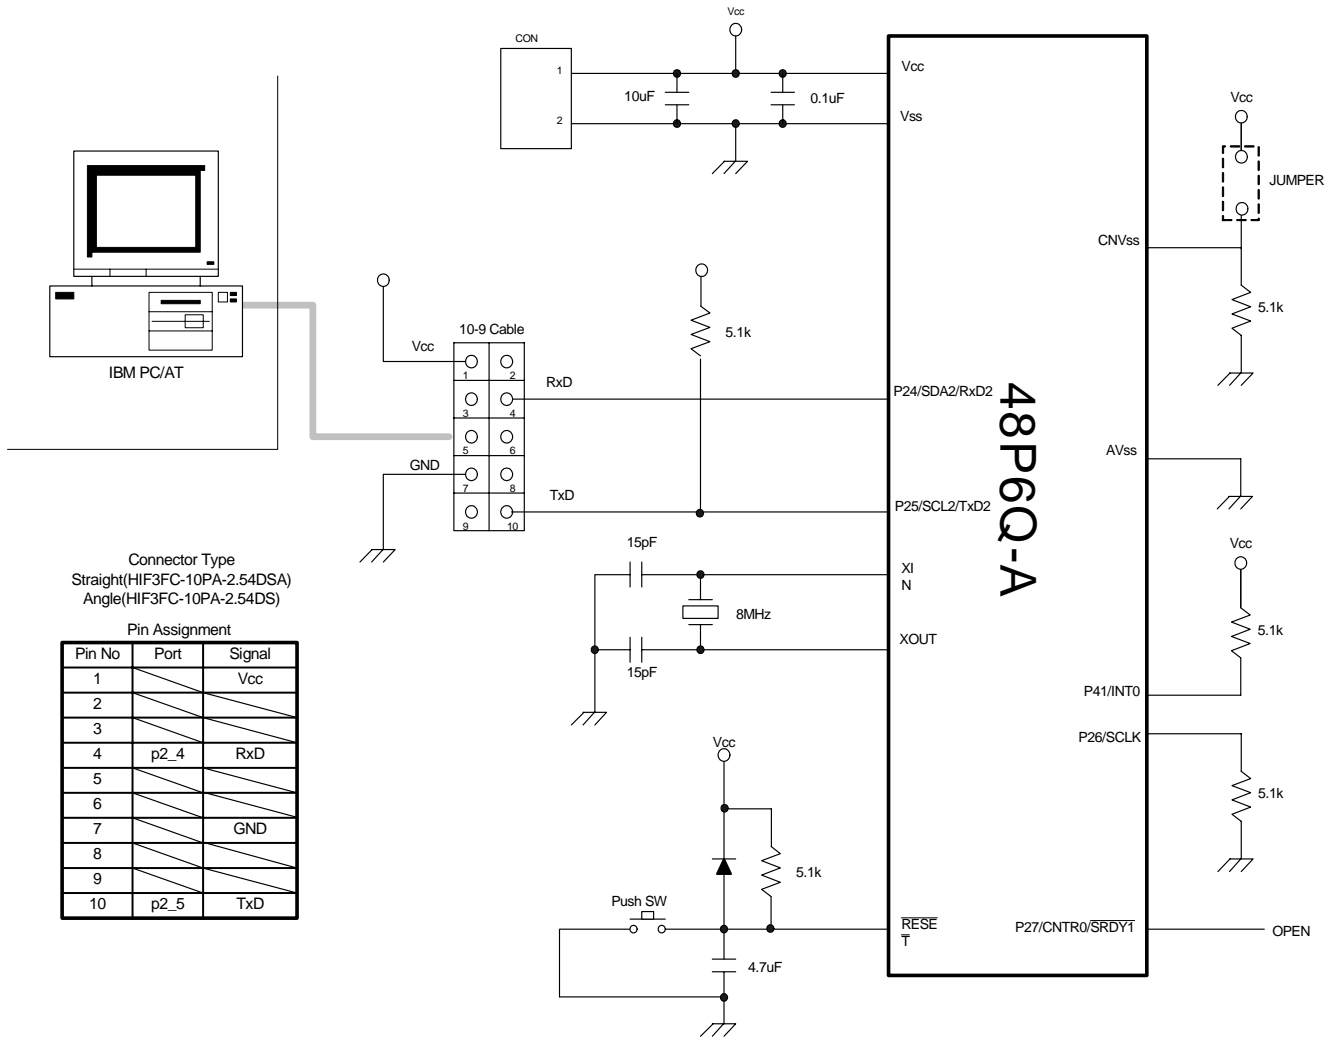 Vcc
CON
1
Vcc
10uF
0.1uF
2
Vss
Vcc
JUMPER
CNVss
5.1k
IBM PC/AT
10-9 Cable
Vcc
5.1k
1
2
RxD
P24/SDA2/RxD2
3
4
5
6
GND
7
8
TxD
P25/SCL2/TxD2
9
10
48P6Q-A
AVss
Vcc
15pF
XI
N
8MHz
XOUT
15pF
5.1k
P41/INT0
P26/SCLK
5.1k
Connector Type
Straight(HIF3FC-10PA-2.54DSA)
Angle(HIF3FC-10PA-2.54DS)
Pin Assignment
Pin No Port Signal
1 Vcc
2
3
4 p2_4 RxD
5
6
7 GND
8
9
10 p2_5 TxD
Vcc
5.1k
Push SW
RESE
T
4.7uF
P27/CNTR0/SRDY1
OPEN